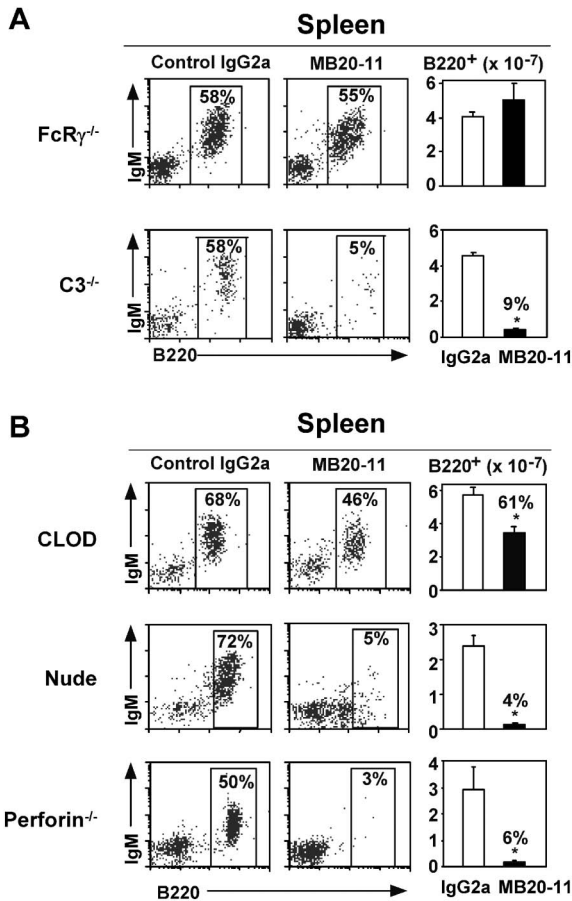 A
Spleen
Control IgG2a MB20-11 B220+ (x 10-7)
FcRγ-/-
IgM
58%
55%
6
4
2
0
C3-/-
IgM
58%
5%
6
4
2
0
9%
*
B220
IgG2a MB20-11
B
Spleen
Control IgG2a MB20-11 B220+ (x 10-7)
CLOD
IgM
68%
46%
6
4
2
0
61%
*
Nude
IgM
72%
5%
3
2
1
0
4%
*
Perforin-/-
IgM
50%
3%
4
3
2
1
0
6%
*
B220
IgG2a MB20-11